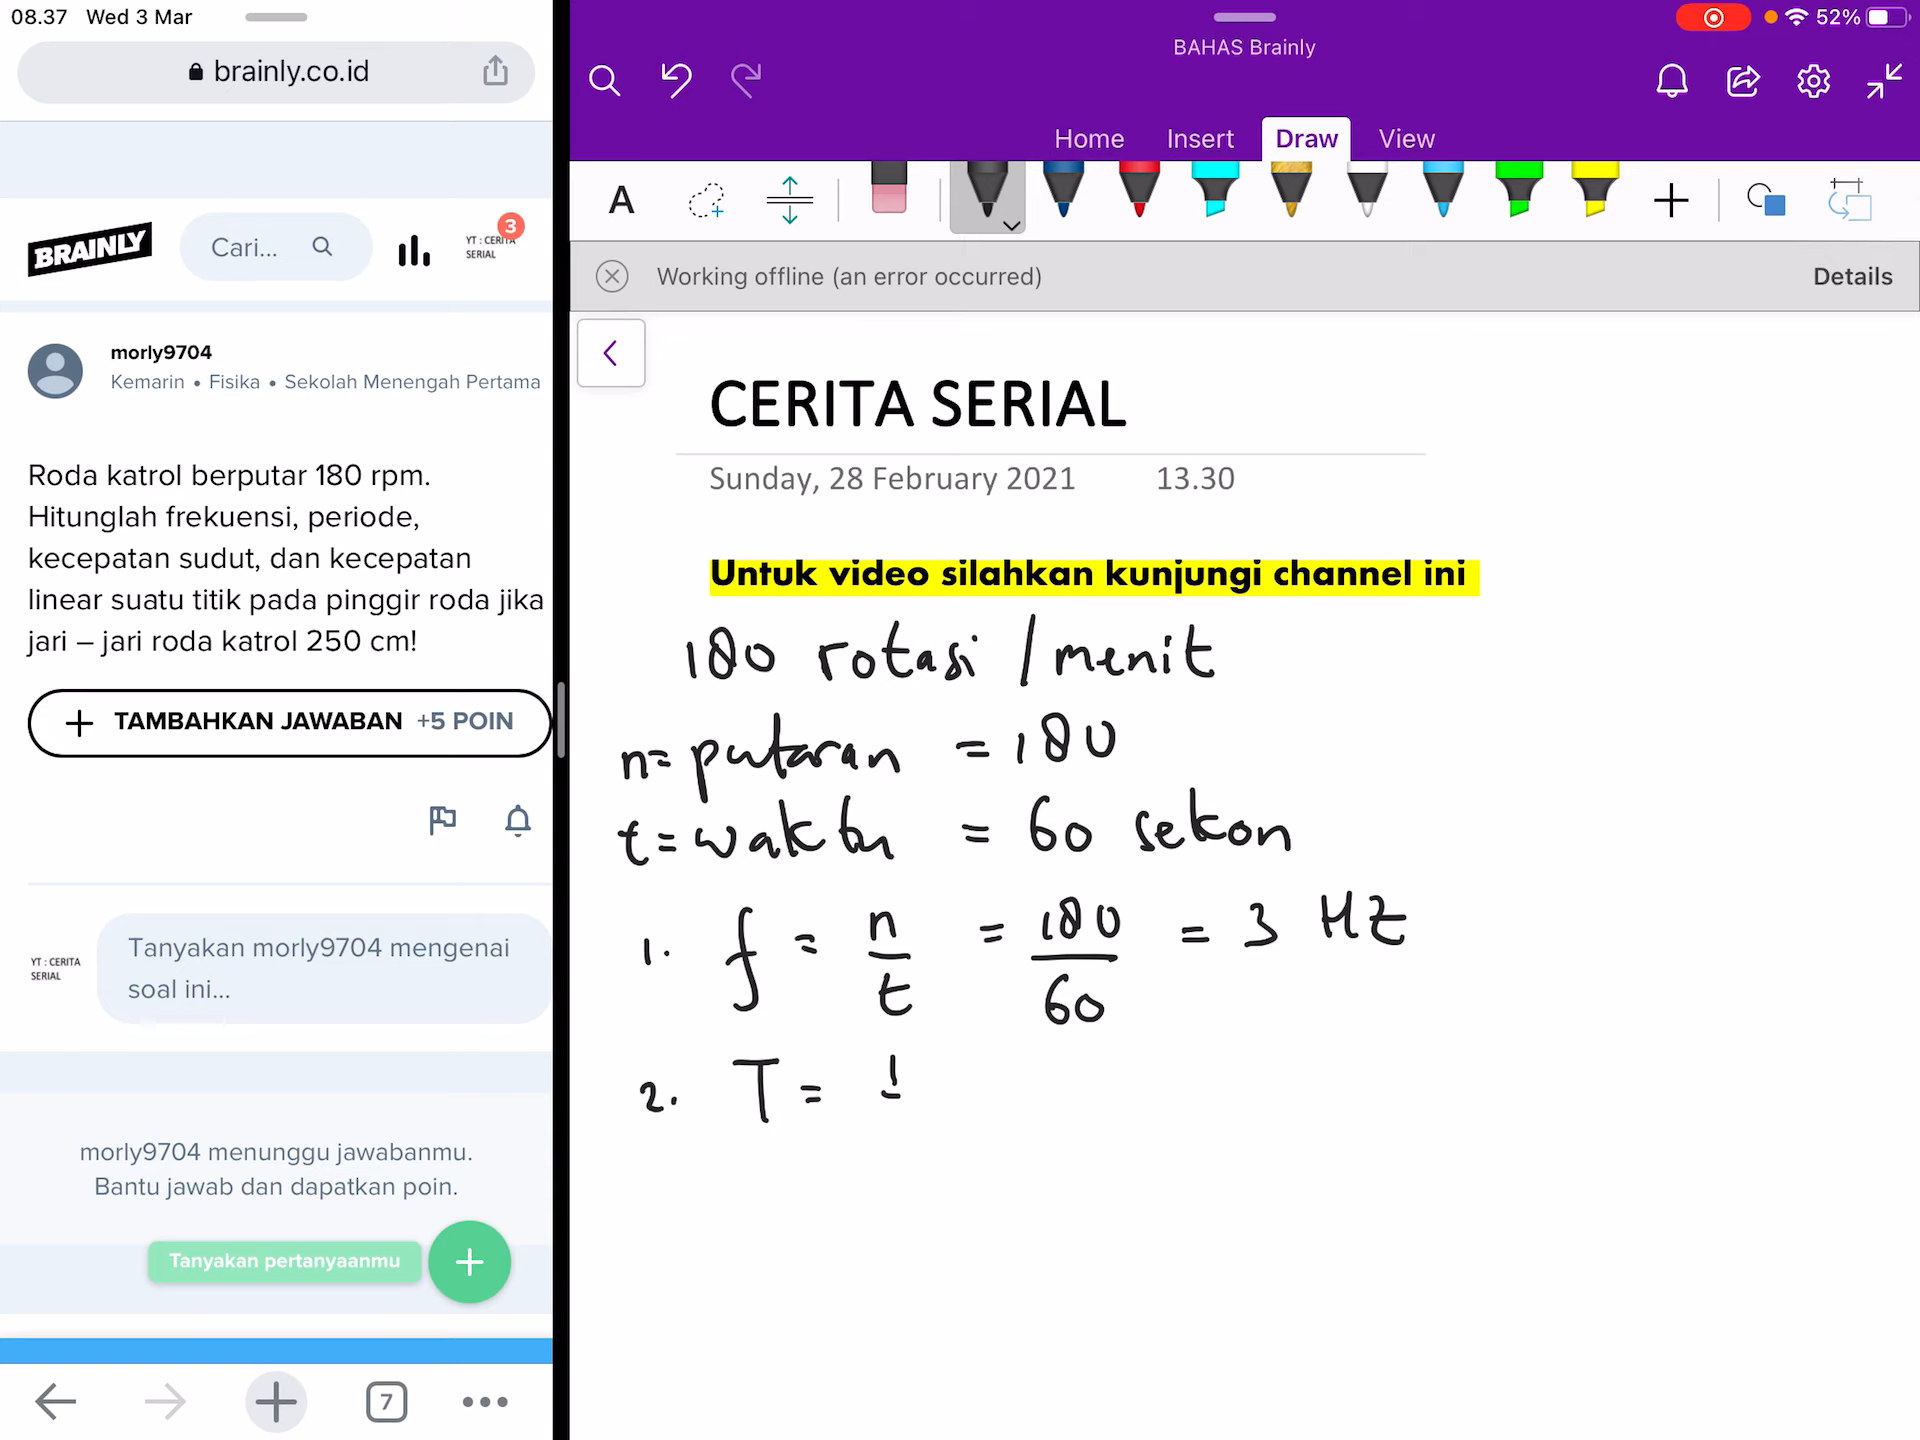 08.37 Wed 3 Mar
brainly.co.id
BRAINLY
Cari...
YT : CERITA
SERIAL
3
morly9704
Kemarin • Fisika • Sekolah Menengah Pertama
Roda katrol berputar 180 rpm.
Hitunglah frekuensi, periode,
kecepatan sudut, dan kecepatan
linear suatu titik pada pinggir roda jika
jari – jari roda katrol 250 cm!
+ TAMBAHKAN JAWABAN +5 POIN
YT : CERITA
SERIAL
Tanyakan morly9704 mengenai
soal ini...
morly9704 menunggu jawabanmu.
Bantu jawab dan dapatkan poin.
Tanyakan pertanyaanmu
7
52%
BAHAS Brainly
Home Insert Draw View
A
Working offline (an error occurred) Details
CERITA SERIAL
Sunday, 28 February 2021 13.30
Untuk video silahkan kunjungi channel ini
180 rotasi / menit
n= putaran = 180
t= waktu = 60 sekon
1. f = n/t = 180/60 = 3 HZ
2. T = 1